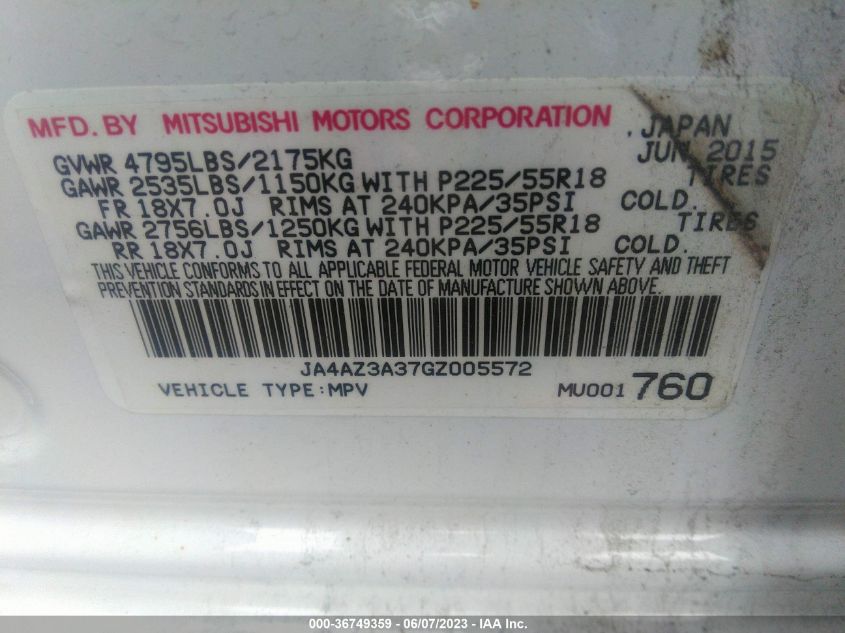 MFD. BY MITSUBISHI MOTORS CORPORATION , JAPAN
GVWR 4795LBS/2175KG JUN, 2015
GAWR 2535LBS/1150KG WITH P225/55R18 TIRES
FR 18X7.0J RIMS AT 240KPA/35PSI COLD.
GAWR 2756LBS/1250KG WITH P225/55R18 TIRES
RR 18X7.0J RIMS AT 240KPA/35PSI COLD.
THIS VEHICLE CONFORMS TO ALL APPLICABLE FEDERAL MOTOR VEHICLE SAFETY AND THEFT
PREVENTION STANDARDS IN EFFECT ON THE DATE OF MANUFACTURE SHOWN ABOVE.
JA4AZ3A37GZ005572
VEHICLE TYPE:MPV MU001 760
000-36749359 - 06/07/2023 - IAA Inc.